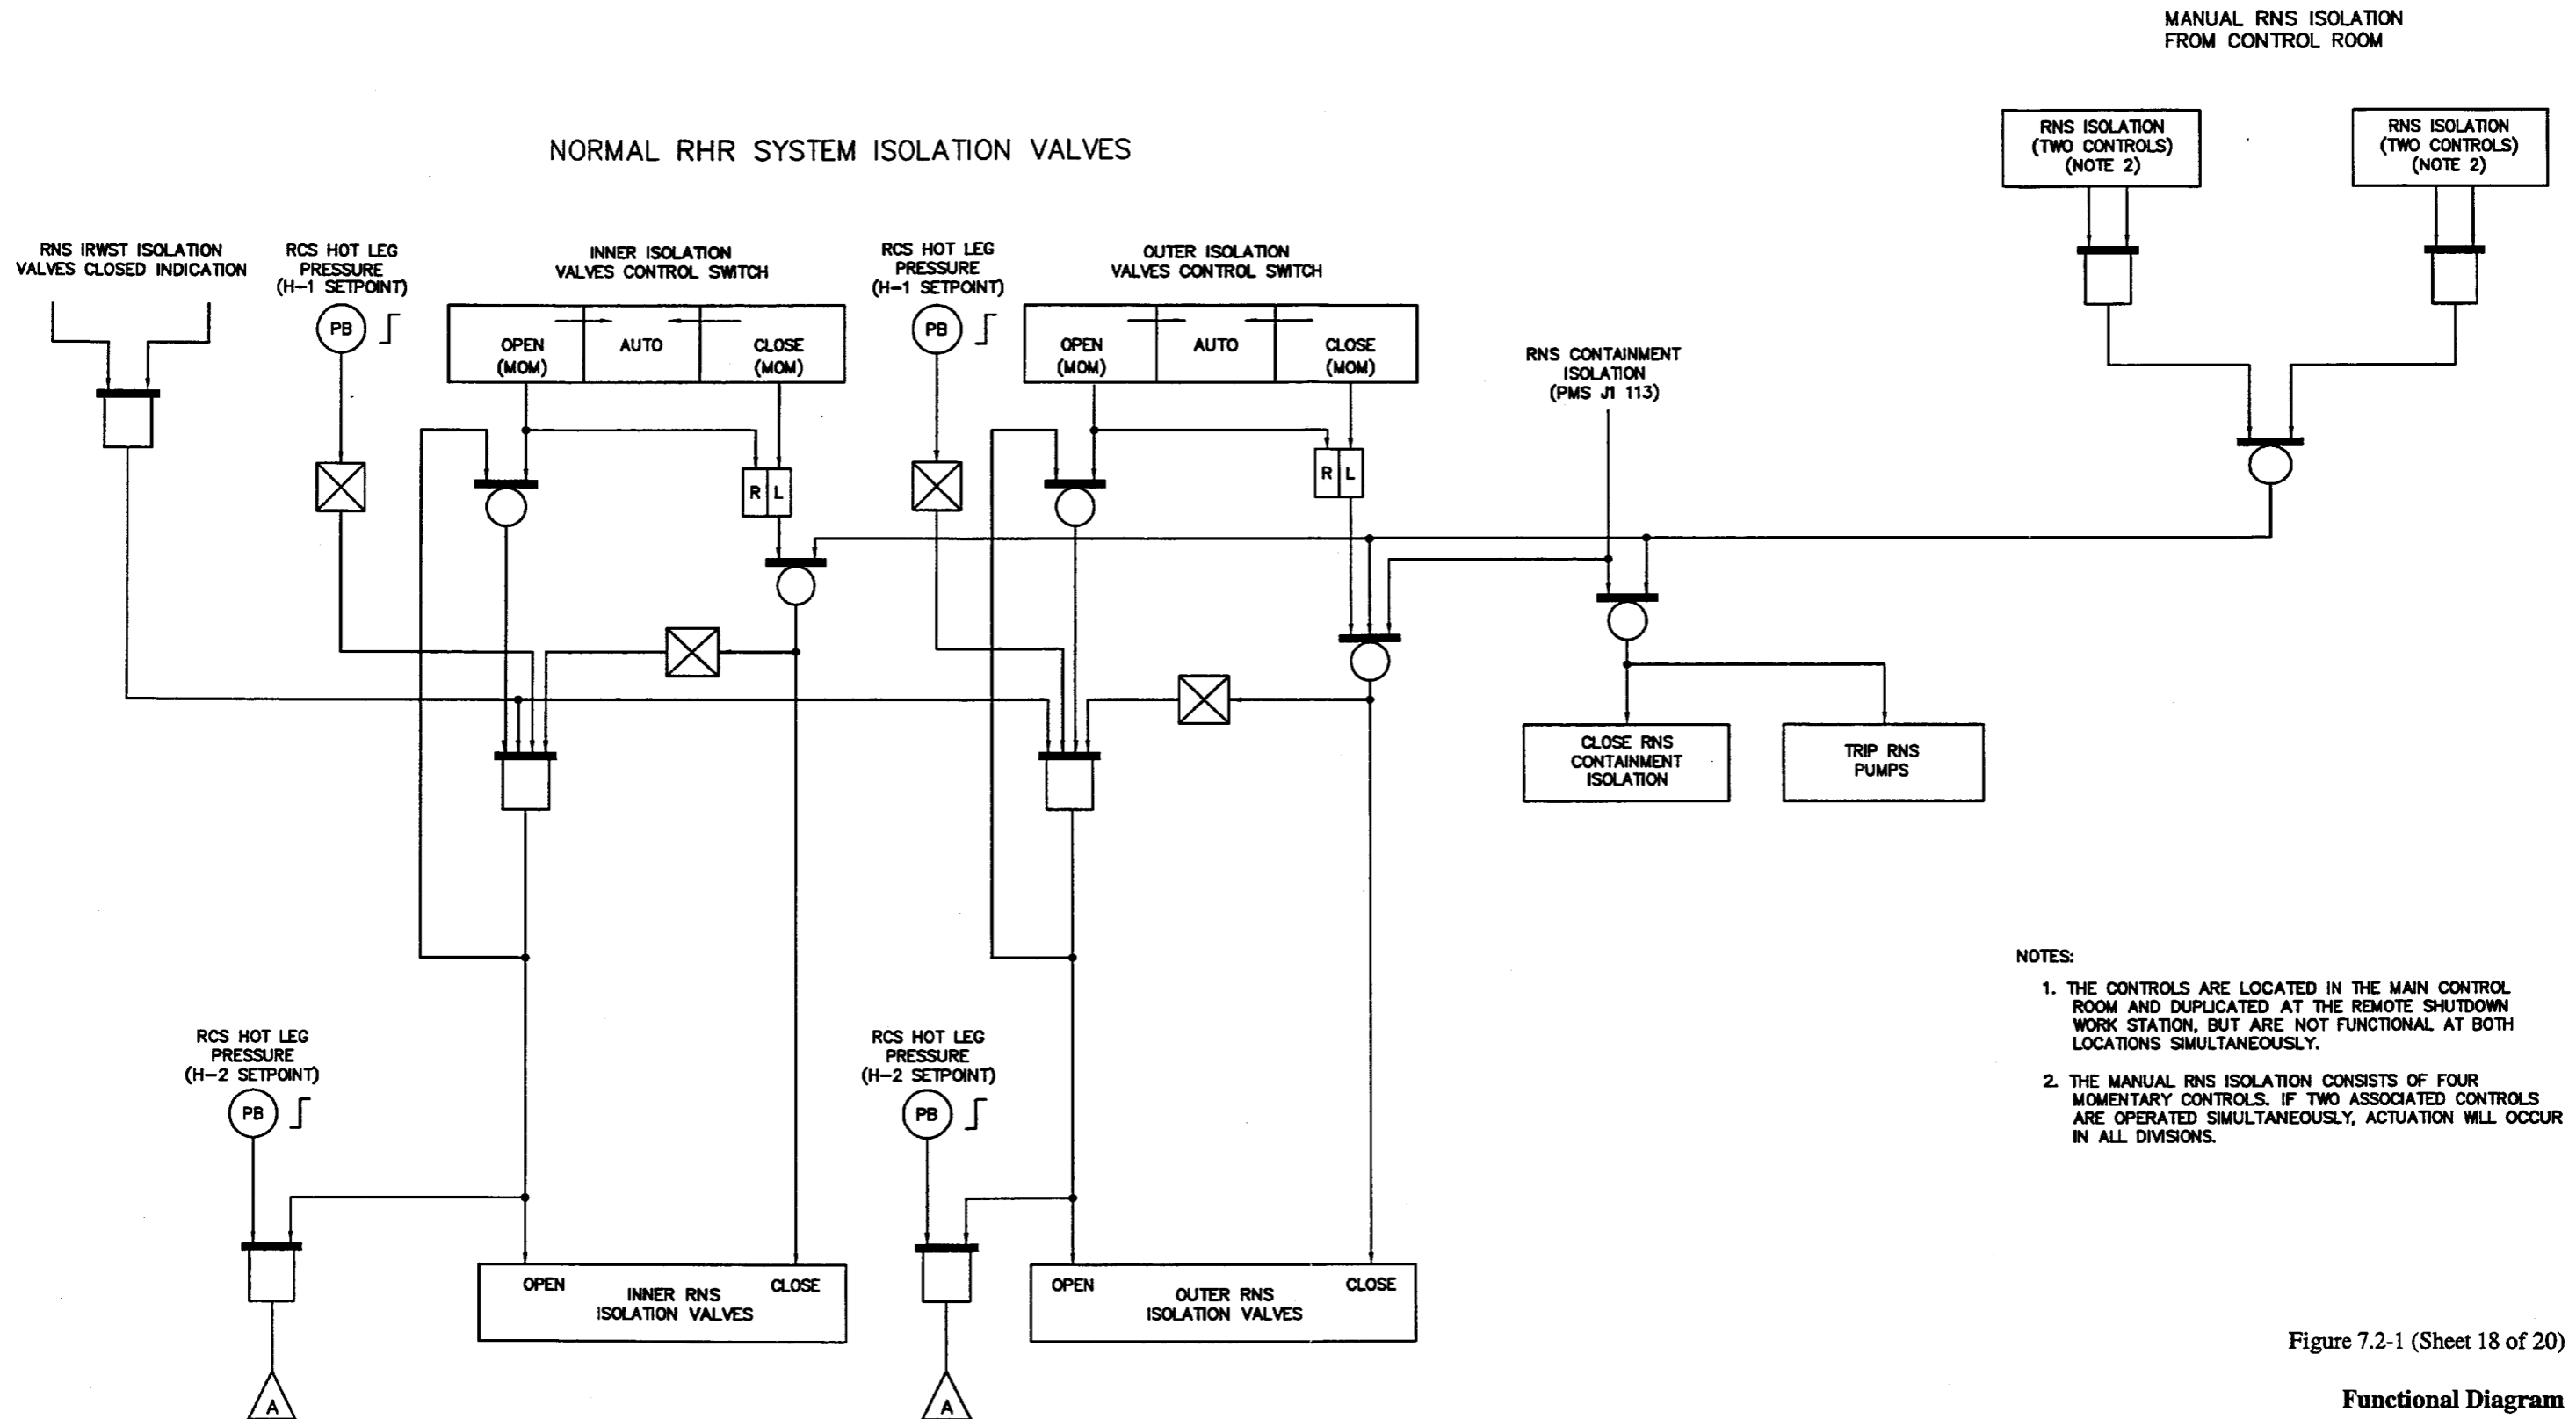 MANUAL RNS ISOLATION
FROM CONTROL ROOM
RNS ISOLATION
(TWO CONTROLS)
(NOTE 2)
RNS ISOLATION
(TWO CONTROLS)
(NOTE 2)
NORMAL RHR SYSTEM ISOLATION VALVES
RNS IRWST ISOLATION
VALVES CLOSED INDICATION
RCS HOT LEG
PRESSURE
(H-1 SETPOINT)
PB
INNER ISOLATION
VALVES CONTROL SWITCH
OPEN
(MOM)
AUTO
CLOSE
(MOM)
R L
RCS HOT LEG
PRESSURE
(H-1 SETPOINT)
PB
OUTER ISOLATION
VALVES CONTROL SWITCH
OPEN
(MOM)
AUTO
CLOSE
(MOM)
R L
RNS CONTAINMENT
ISOLATION
(PMS J1 113)
CLOSE RNS
CONTAINMENT
ISOLATION
TRIP RNS
PUMPS
RCS HOT LEG
PRESSURE
(H-2 SETPOINT)
PB
A
OPEN
INNER RNS
ISOLATION VALVES
CLOSE
RCS HOT LEG
PRESSURE
(H-2 SETPOINT)
PB
A
OPEN
OUTER RNS
ISOLATION VALVES
CLOSE
NOTES:
1. THE CONTROLS ARE LOCATED IN THE MAIN CONTROL
ROOM AND DUPLICATED AT THE REMOTE SHUTDOWN
WORK STATION, BUT ARE NOT FUNCTIONAL AT BOTH
LOCATIONS SIMULTANEOUSLY.
2. THE MANUAL RNS ISOLATION CONSISTS OF FOUR
MOMENTARY CONTROLS. IF TWO ASSOCIATED CONTROLS
ARE OPERATED SIMULTANEOUSLY, ACTUATION WILL OCCUR
IN ALL DIVISIONS.
Figure 7.2-1 (Sheet 18 of 20)
Functional Diagram